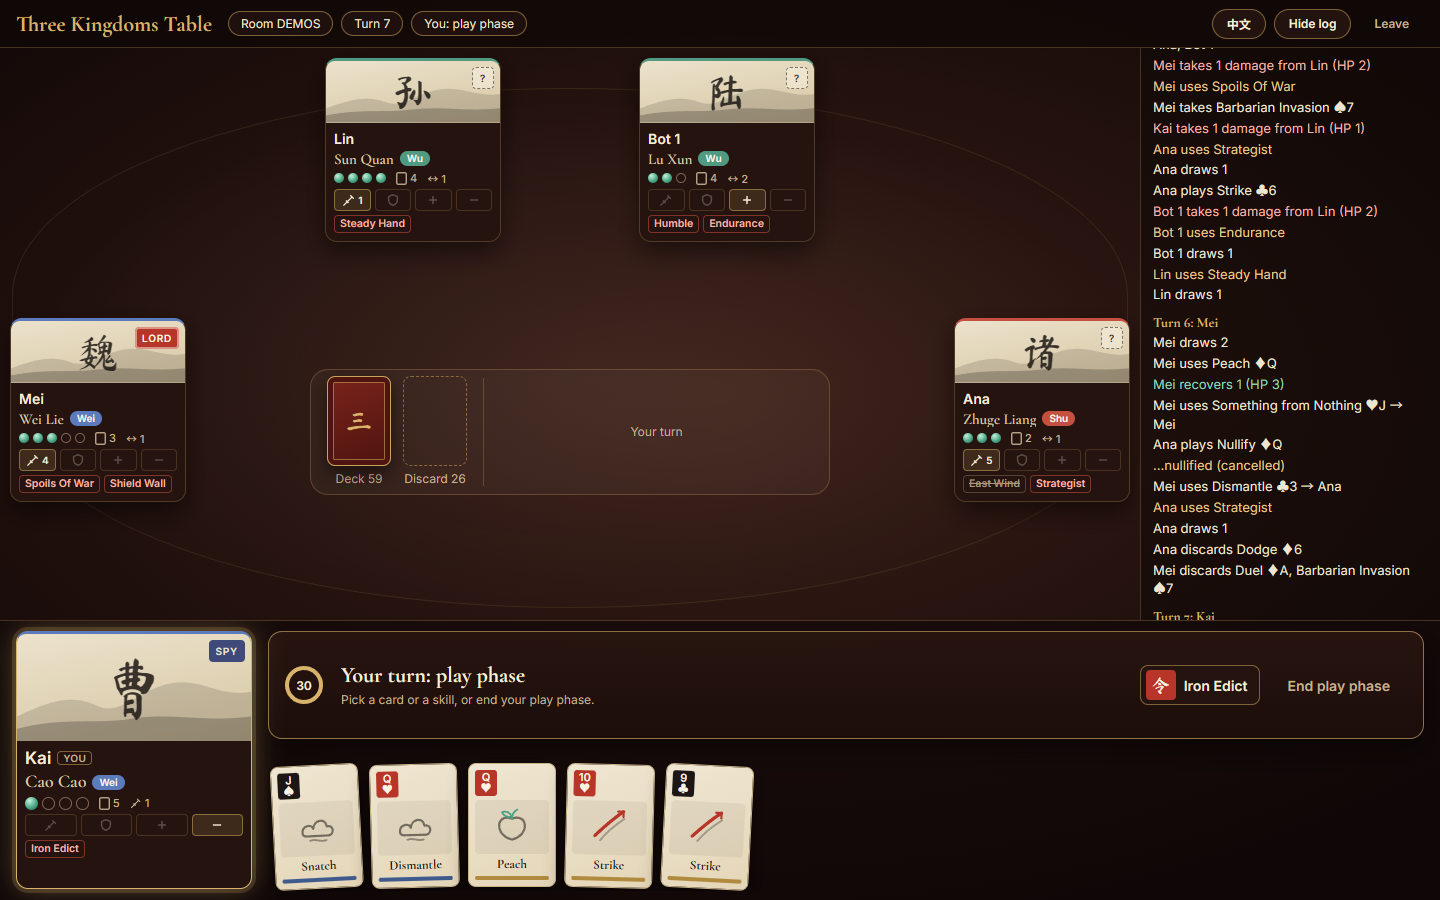 Three Kingdoms Table
Room DEMOS
Turn 7
You: play phase
中文
Hide log
Leave
孙
?
Lin
Sun Quan Wu
4 ↔ 1
1
Steady Hand
陆
?
Bot 1
Lu Xun Wu
4 ↔ 2
Humble Endurance
魏
LORD
Mei
Wei Lie Wei
3 ↔ 1
4
Spoils Of War Shield Wall
三
Deck 59
Discard 26
Your turn
诸
?
Ana
Zhuge Liang Shu
2 ↔ 1
5
East Wind Strategist
Mei takes 1 damage from Lin (HP 2)
Mei uses Spoils Of War
Mei takes Barbarian Invasion ♠7
Kai takes 1 damage from Lin (HP 1)
Ana uses Strategist
Ana draws 1
Ana plays Strike ♣6
Bot 1 takes 1 damage from Lin (HP 2)
Bot 1 uses Endurance
Bot 1 draws 1
Lin uses Steady Hand
Lin draws 1
Turn 6: Mei
Mei draws 2
Mei uses Peach ♦Q
Mei recovers 1 (HP 3)
Mei uses Something from Nothing ♥J →
Mei
Ana plays Nullify ♦Q
...nullified (cancelled)
Mei uses Dismantle ♣3 → Ana
Ana uses Strategist
Ana draws 1
Ana discards Dodge ♦6
Mei discards Duel ♦A, Barbarian Invasion
♠7
Turn 7: Kai
曹
SPY
Kai YOU
Cao Cao Wei
5 1
Iron Edict
30
Your turn: play phase
Pick a card or a skill, or end your play phase.
令 Iron Edict
End play phase
J♠
Snatch
Q♥
Dismantle
Q♥
Peach
10♥
Strike
9♣
Strike